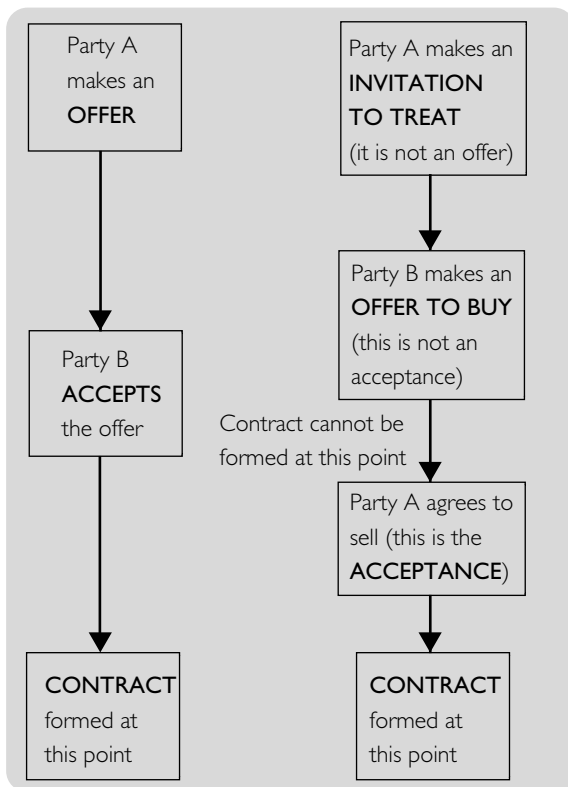 Party A
makes an
OFFER
Party B
ACCEPTS
the offer
CONTRACT
formed at
this point
Party A makes an
INVITATION
TO TREAT
(it is not an offer)
Party B makes an
OFFER TO BUY
(this is not an
acceptance)
Contract cannot be
formed at this point
Party A agrees to
sell (this is the
ACCEPTANCE)
CONTRACT
formed at
this point